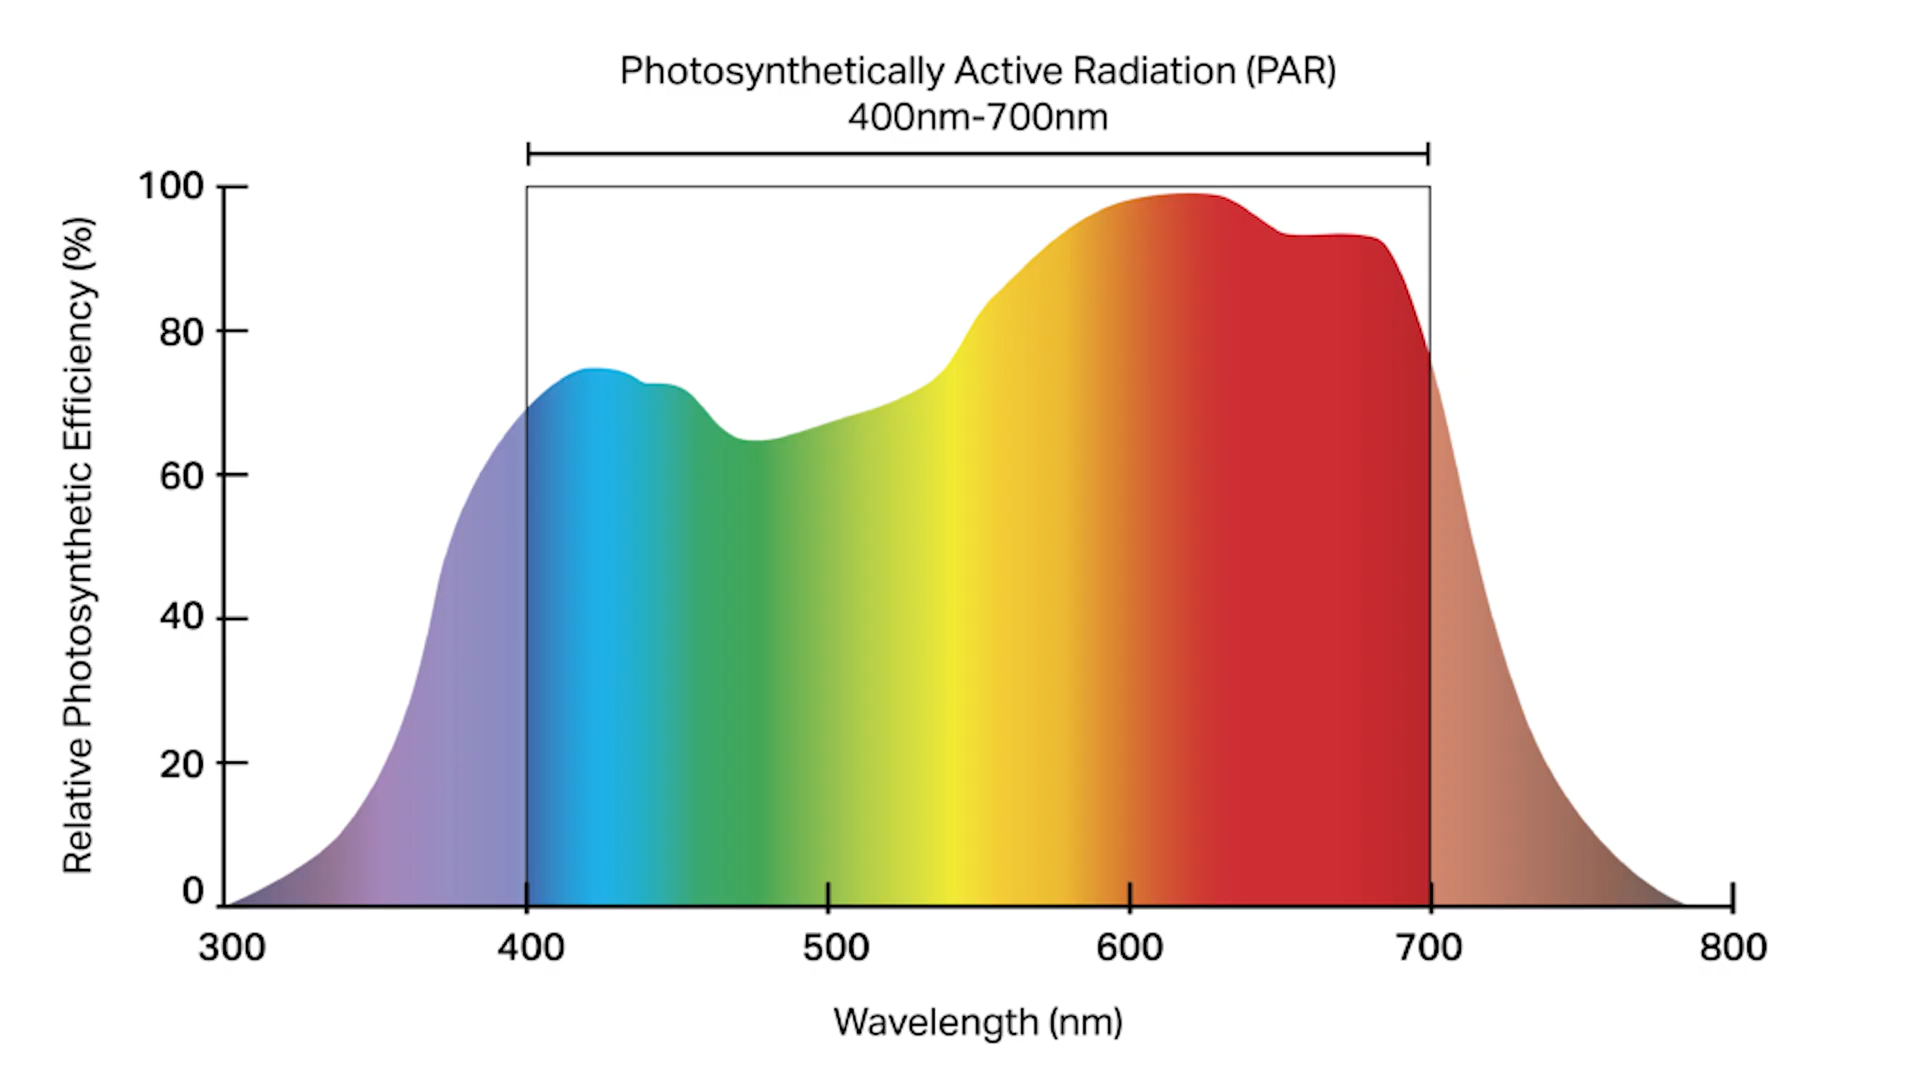 Photosynthetically Active Radiation (PAR)
400nm-700nm
Relative Photosynthetic Efficiency (%)
100
80
60
40
20
0
300 400 500 600 700 800
Wavelength (nm)